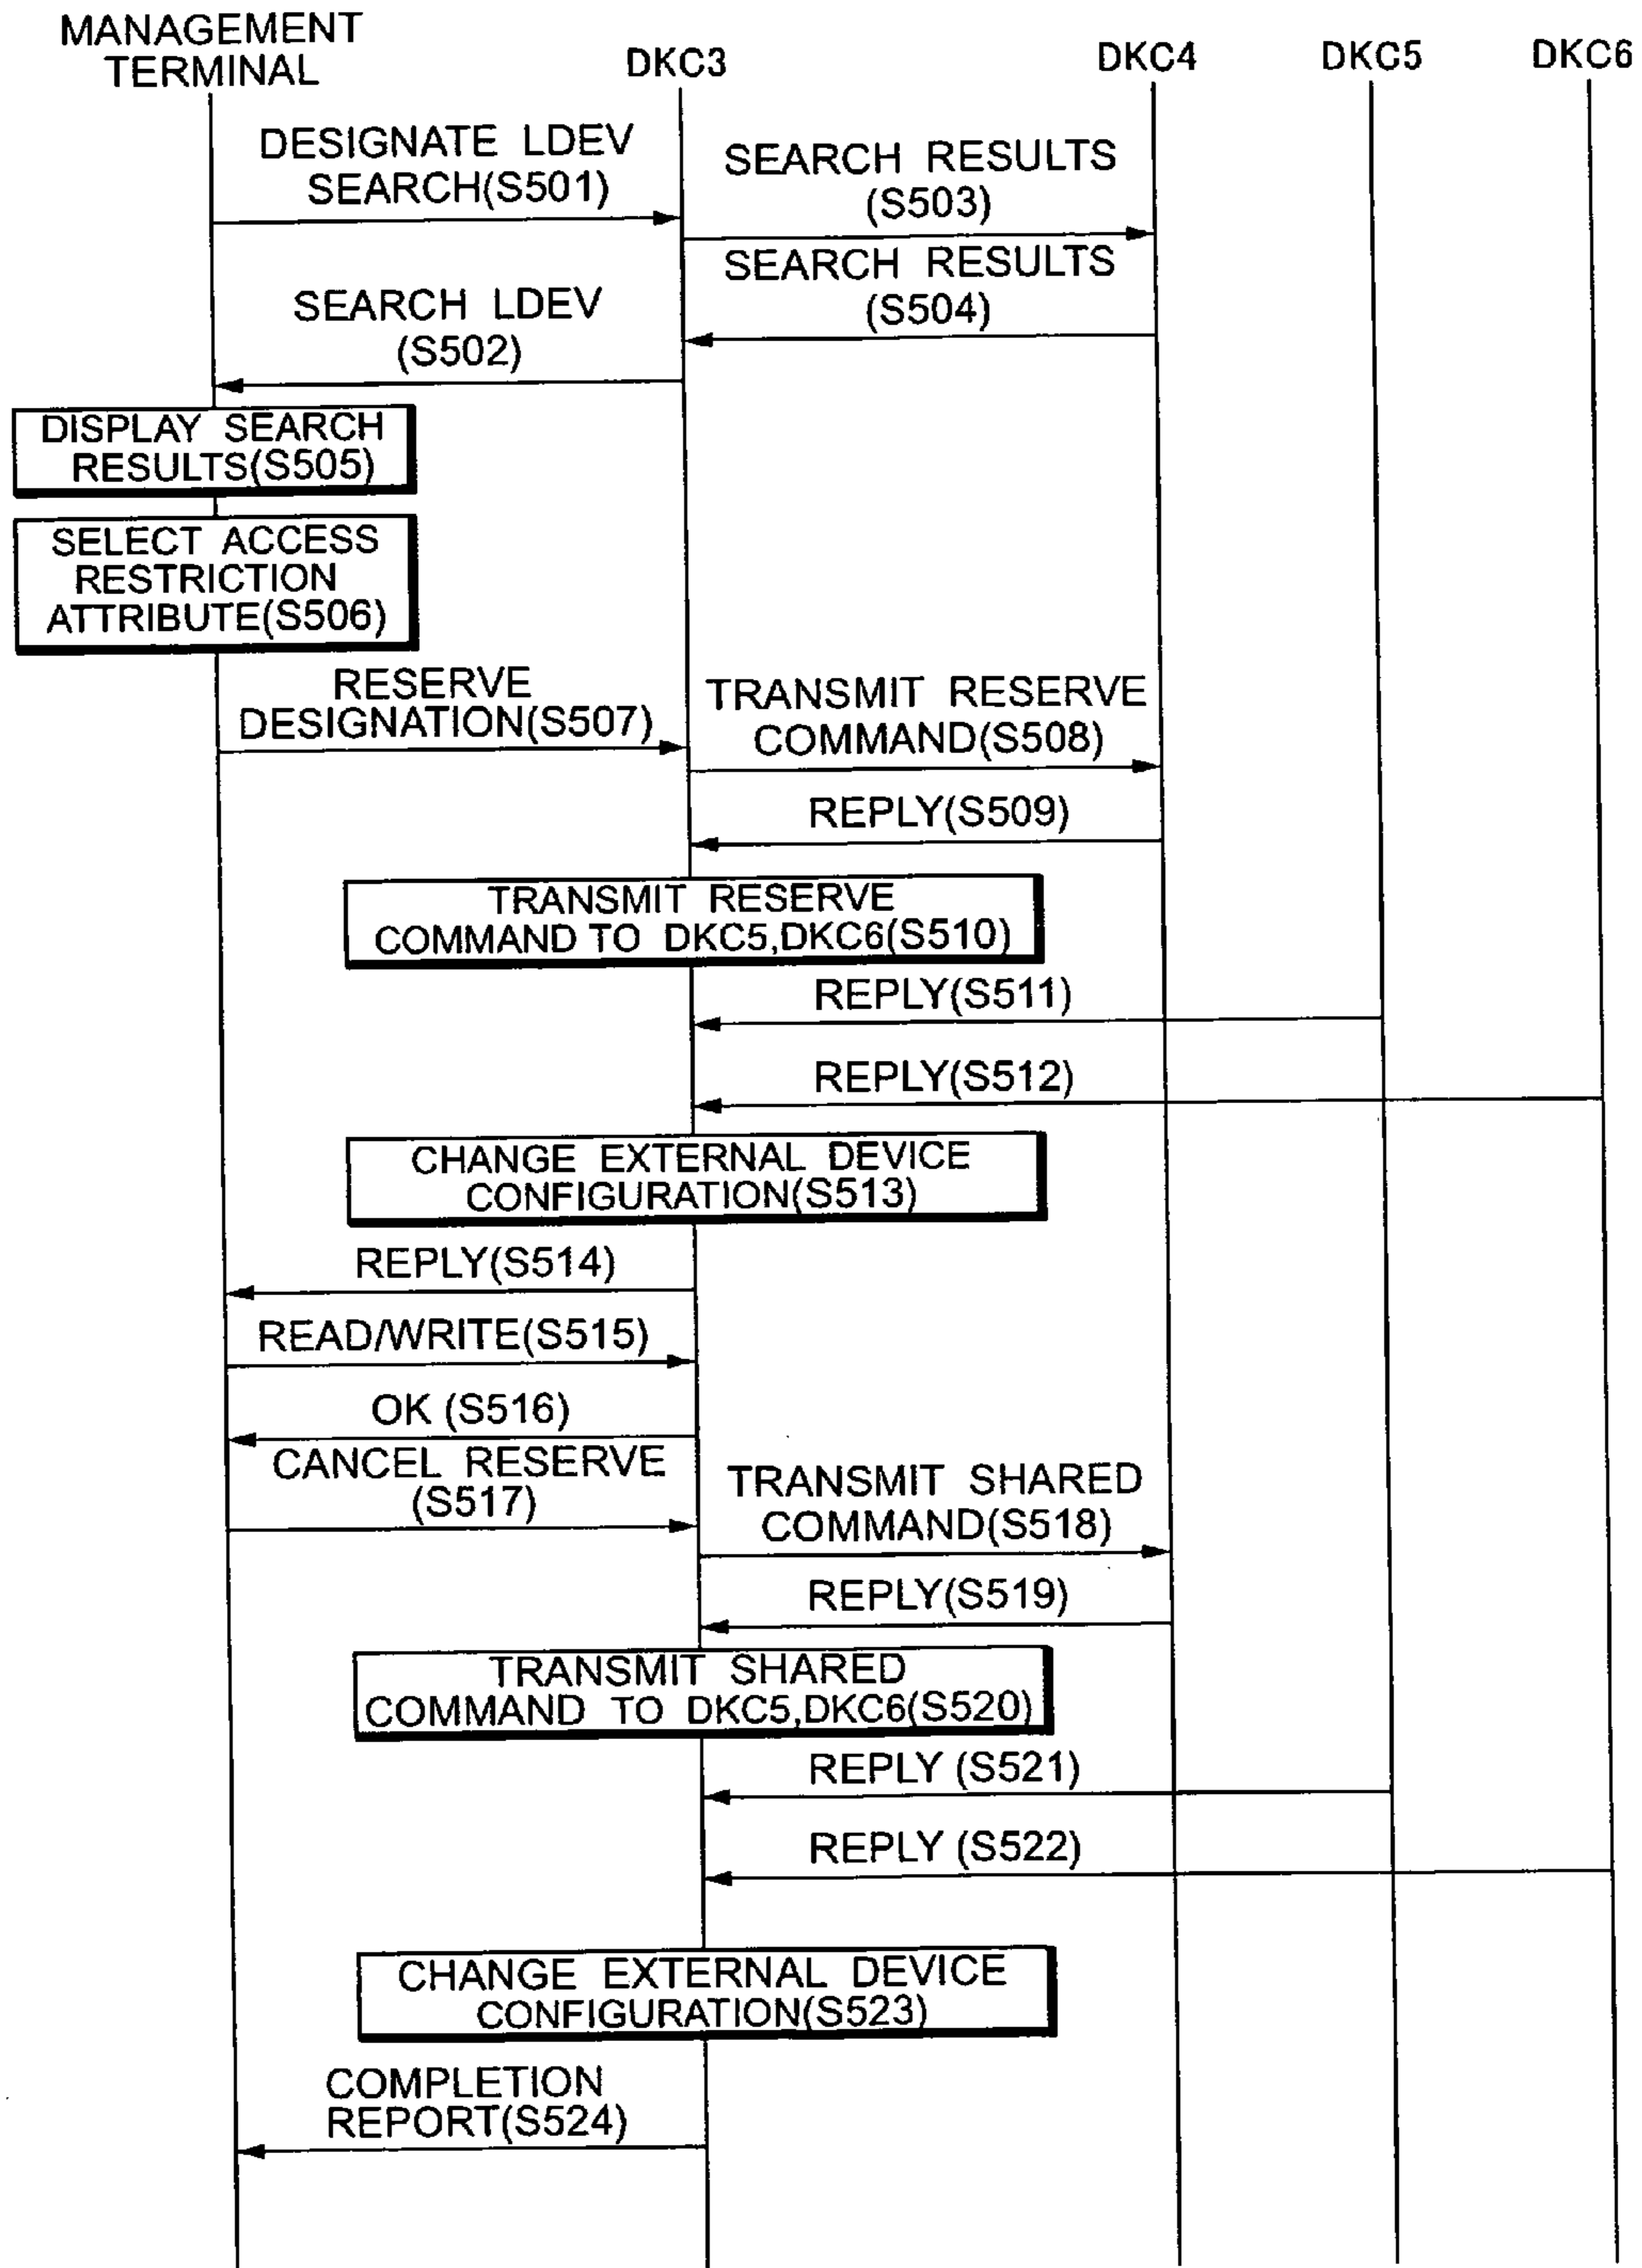 MANAGEMENT
TERMINAL
DKC3
DKC4
DKC5
DKC6
DESIGNATE LDEV
SEARCH(S501)
SEARCH RESULTS
(S503)
SEARCH RESULTS
(S504)
SEARCH LDEV
(S502)
DISPLAY SEARCH
RESULTS(S505)
SELECT ACCESS
RESTRICTION
ATTRIBUTE(S506)
RESERVE
DESIGNATION(S507)
TRANSMIT RESERVE
COMMAND(S508)
REPLY(S509)
TRANSMIT RESERVE
COMMAND TO DKC5,DKC6(S510)
REPLY(S511)
REPLY(S512)
CHANGE EXTERNAL DEVICE
CONFIGURATION(S513)
REPLY(S514)
READ/WRITE(S515)
OK (S516)
CANCEL RESERVE
(S517)
TRANSMIT SHARED
COMMAND(S518)
REPLY(S519)
TRANSMIT SHARED
COMMAND TO DKC5,DKC6(S520)
REPLY (S521)
REPLY (S522)
CHANGE EXTERNAL DEVICE
CONFIGURATION(S523)
COMPLETION
REPORT(S524)